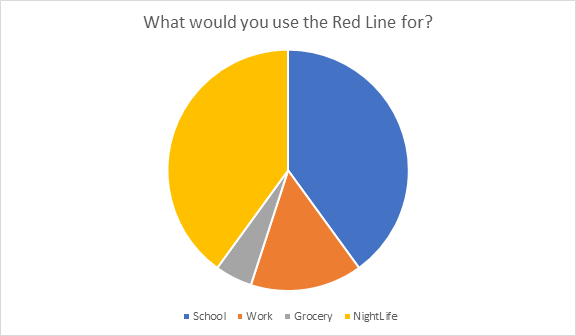 What would you use the Red Line for?
School Work Grocery NightLife